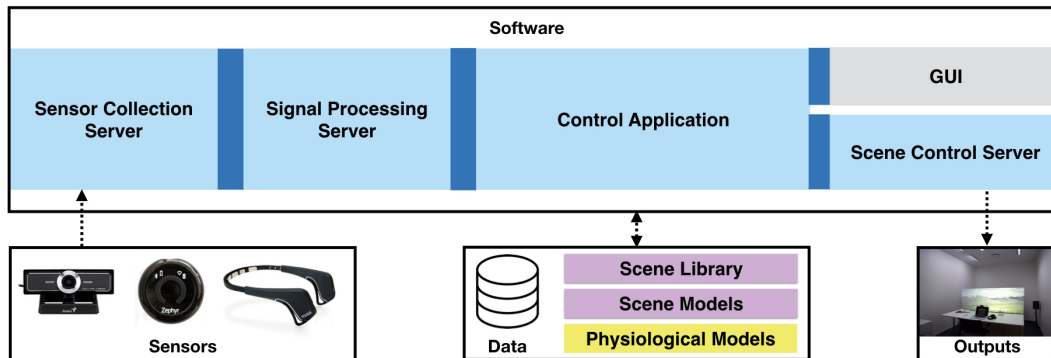 Software
Sensor Collection
Server
Signal Processing
Server
Control Application
GUI
Scene Control Server
Zephyr
Sensors
Data
Scene Library
Scene Models
Physiological Models
Outputs